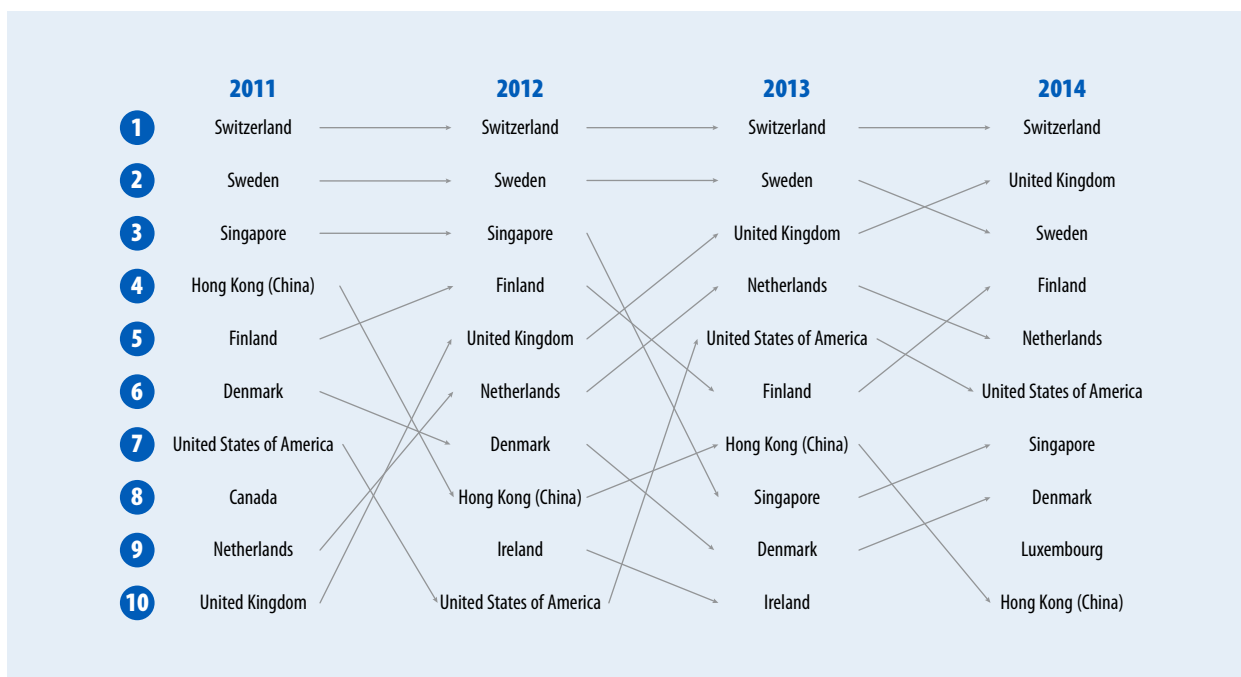 2011 2012 2013 2014
1 Switzerland Switzerland Switzerland Switzerland
2 Sweden Sweden Sweden United Kingdom
3 Singapore Singapore United Kingdom Sweden
4 Hong Kong (China) Finland Netherlands Finland
5 Finland United Kingdom United States of America Netherlands
6 Denmark Netherlands Finland United States of America
7 United States of America Denmark Hong Kong (China) Singapore
8 Canada Hong Kong (China) Singapore Denmark
9 Netherlands Ireland Denmark Luxembourg
10 United Kingdom United States of America Ireland Hong Kong (China)